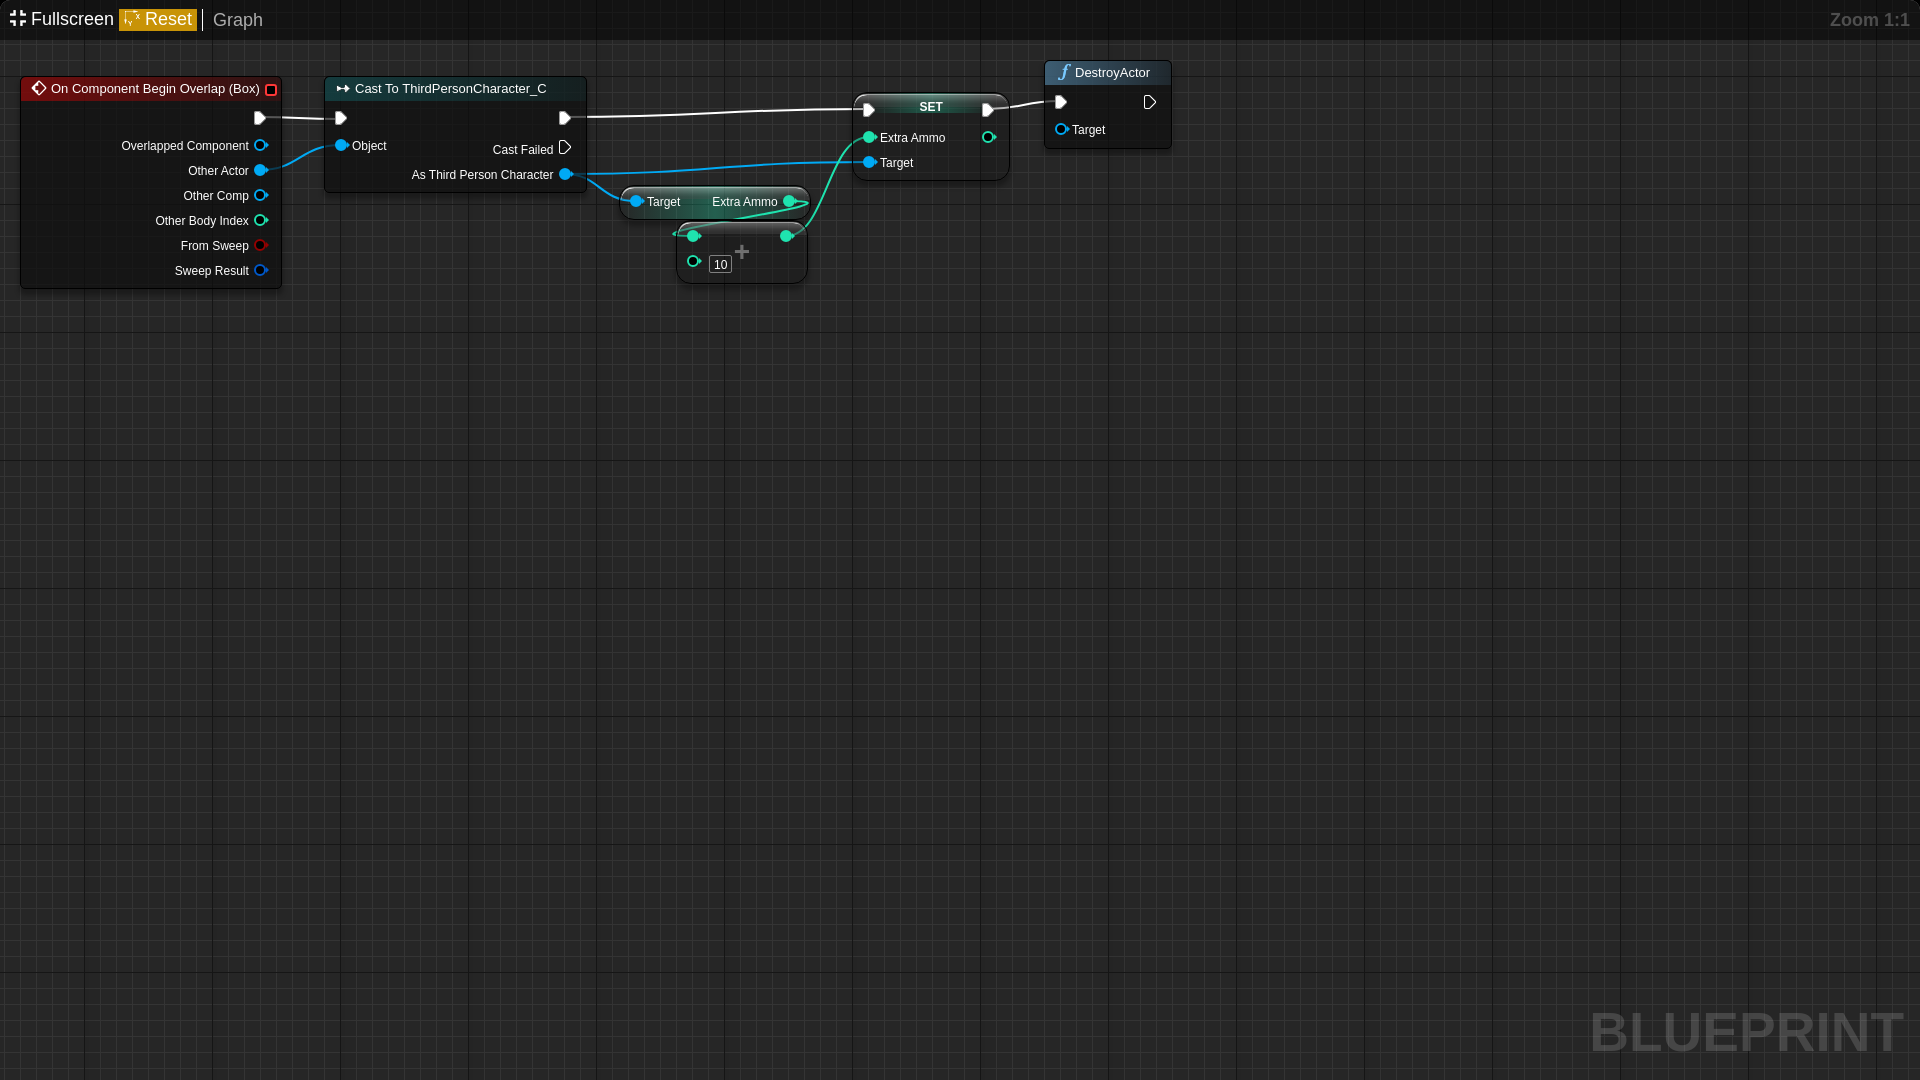 Fullscreen Reset Graph Zoom 1:1
On Component Begin Overlap (Box)
Overlapped Component
Other Actor
Other Comp
Other Body Index
From Sweep
Sweep Result
Cast To ThirdPersonCharacter_C
Object
Cast Failed
As Third Person Character
Target Extra Ammo
+
10
SET
Extra Ammo
Target
f DestroyActor
Target
BLUEPRINT